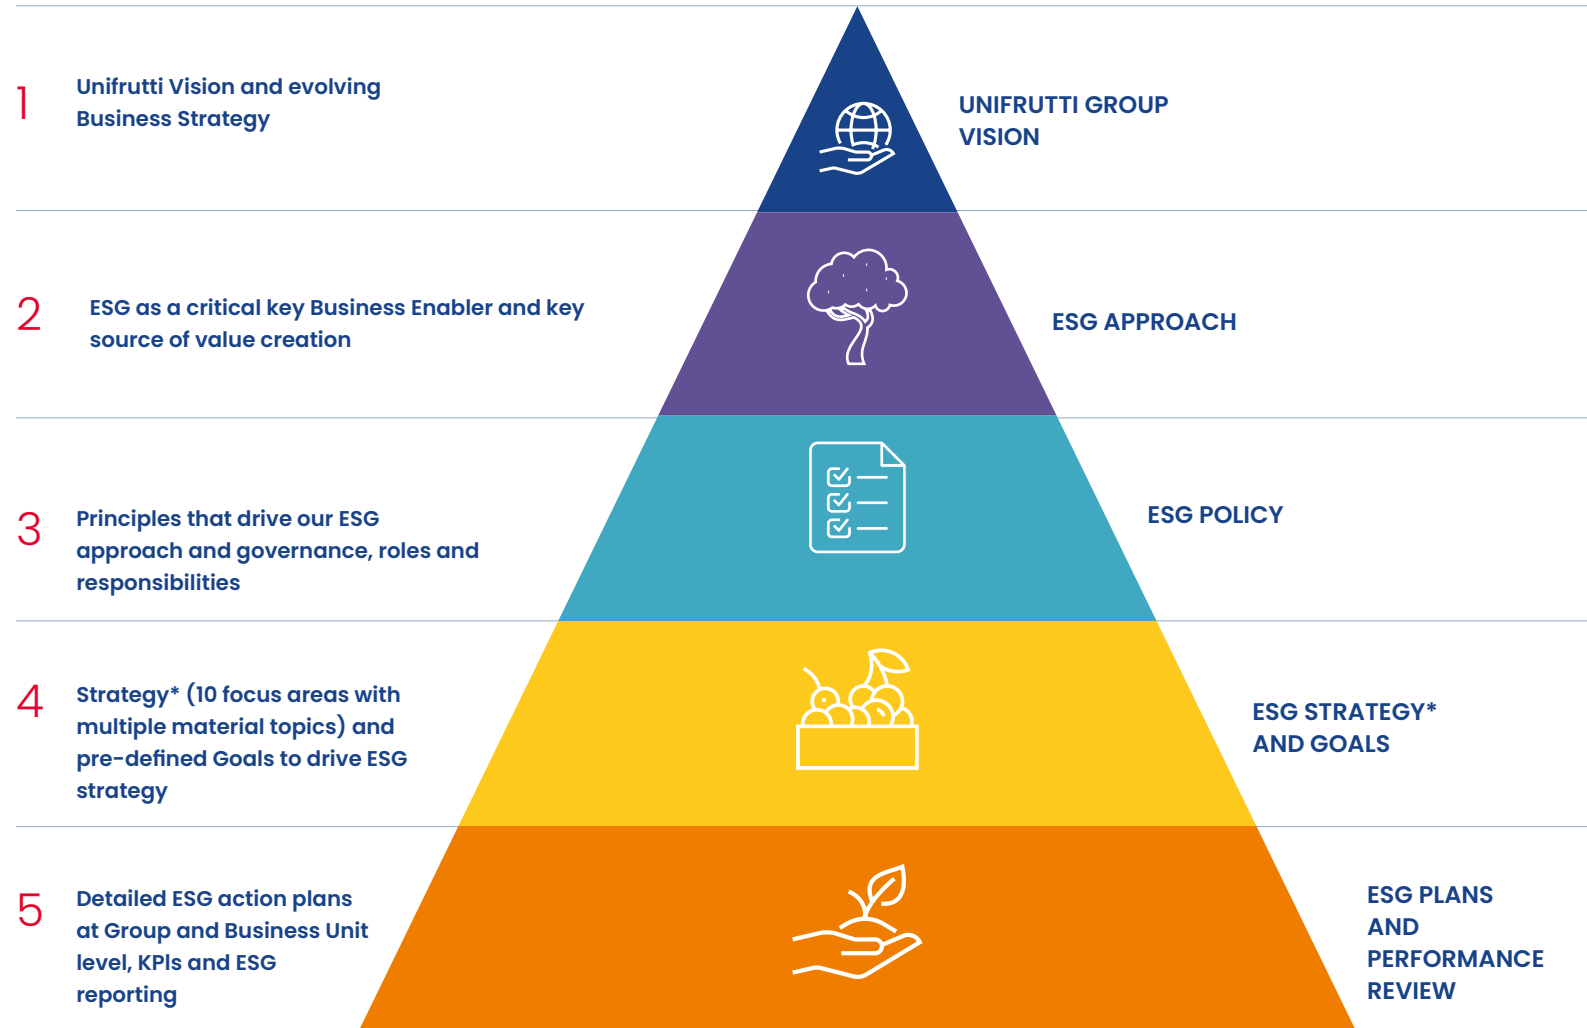 1
Unifrutti Vision and evolving
Business Strategy
UNIFRUTTI GROUP
VISION
2
ESG as a critical key Business Enabler and key
source of value creation
ESG APPROACH
3
Principles that drive our ESG
approach and governance, roles and
responsibilities
ESG POLICY
4
Strategy* (10 focus areas with
multiple material topics) and
pre-defined Goals to drive ESG
strategy
ESG STRATEGY*
AND GOALS
5
Detailed ESG action plans
at Group and Business Unit
level, KPIs and ESG
reporting
ESG PLANS
AND
PERFORMANCE
REVIEW